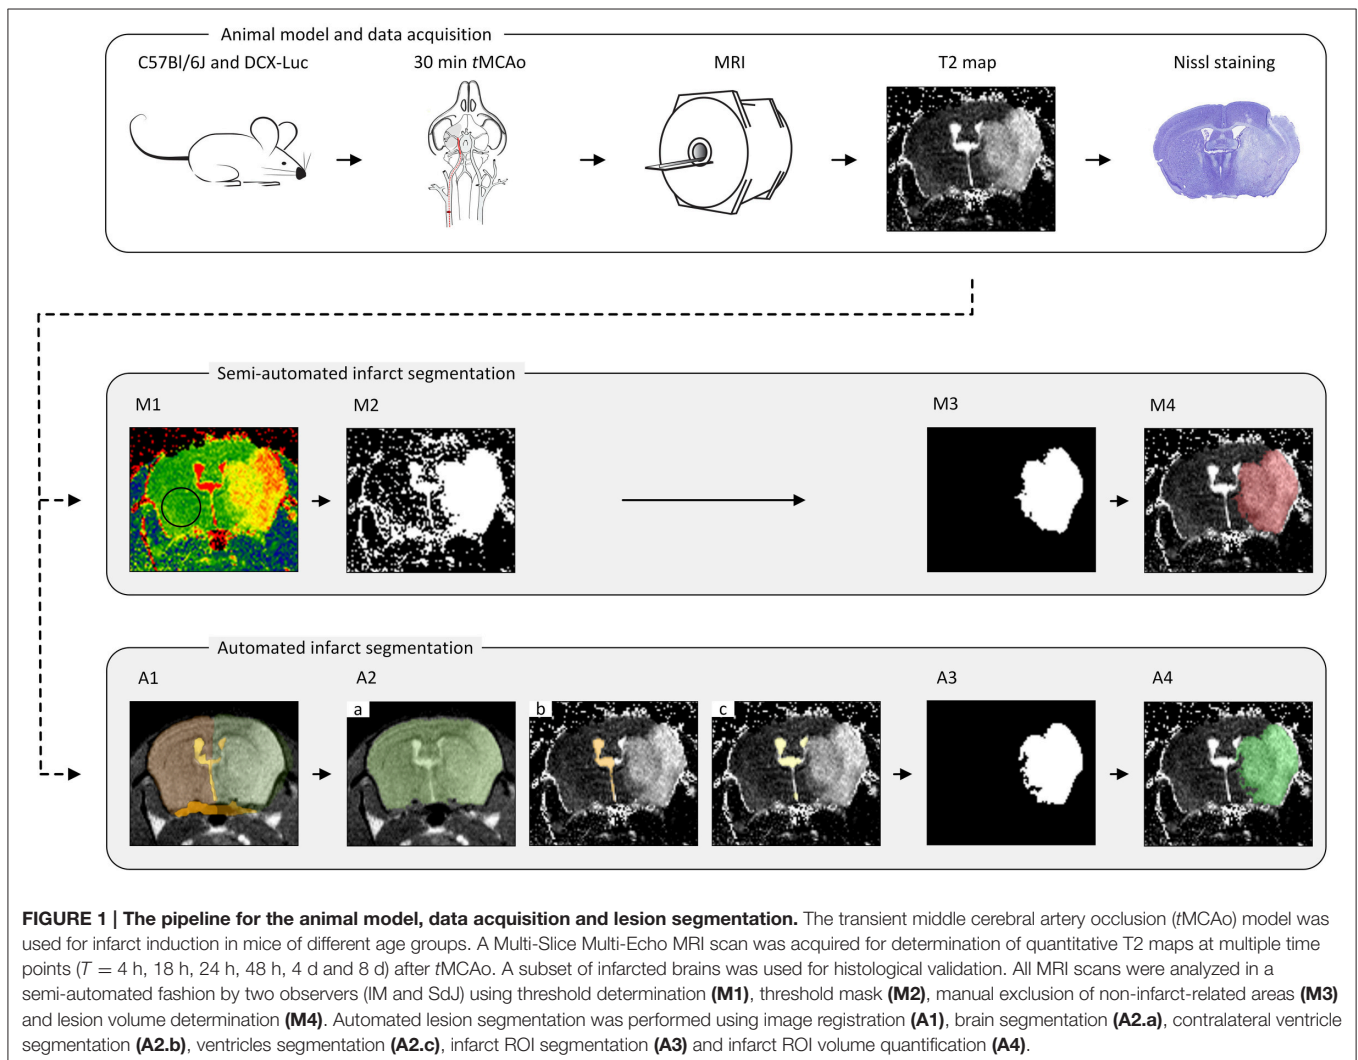 Animal model and data acquisition
C57Bl/6J and DCX-Luc
30 min tMCAo
MRI
T2 map
Nissl staining
Semi-automated infarct segmentation
M1
M2
M3
M4
Automated infarct segmentation
A1
A2
A3
A4
a
b
c
FIGURE 1 | The pipeline for the animal model, data acquisition and lesion segmentation. The transient middle cerebral artery occlusion (tMCAo) model was
used for infarct induction in mice of different age groups. A Multi-Slice Multi-Echo MRI scan was acquired for determination of quantitative T2 maps at multiple time
points (T = 4 h, 18 h, 24 h, 48 h, 4 d and 8 d) after tMCAo. A subset of infarcted brains was used for histological validation. All MRI scans were analyzed in a
semi-automated fashion by two observers (IM and SdJ) using threshold determination (M1), threshold mask (M2), manual exclusion of non-infarct-related areas (M3)
and lesion volume determination (M4). Automated lesion segmentation was performed using image registration (A1), brain segmentation (A2.a), contralateral ventricle
segmentation (A2.b), ventricles segmentation (A2.c), infarct ROI segmentation (A3) and infarct ROI volume quantification (A4).